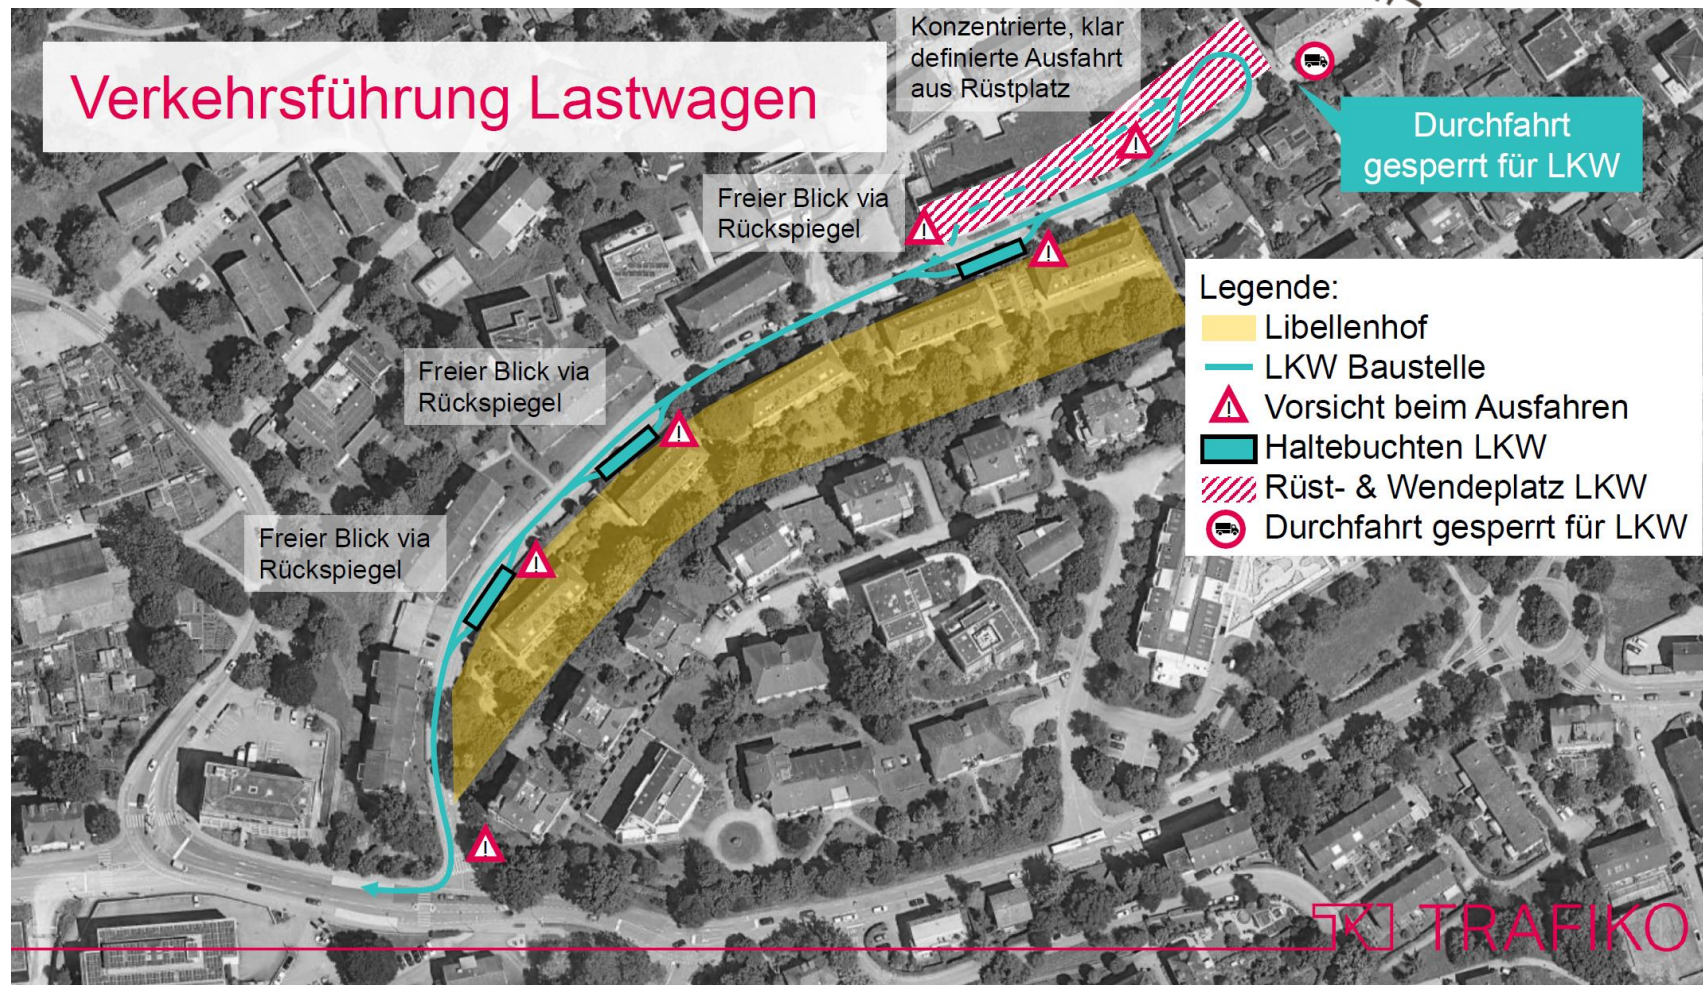 Verkehrsführung Lastwagen
Konzentrierte, klar
definierte Ausfahrt
aus Rüstplatz
Durchfahrt
gesperrt für LKW
Freier Blick via
Rückspiegel
Freier Blick via
Rückspiegel
Freier Blick via
Rückspiegel
Legende:
Libellenhof
LKW Baustelle
Vorsicht beim Ausfahren
Haltebuchten LKW
Rüst- & Wendeplatz LKW
Durchfahrt gesperrt für LKW
TRAFIKO